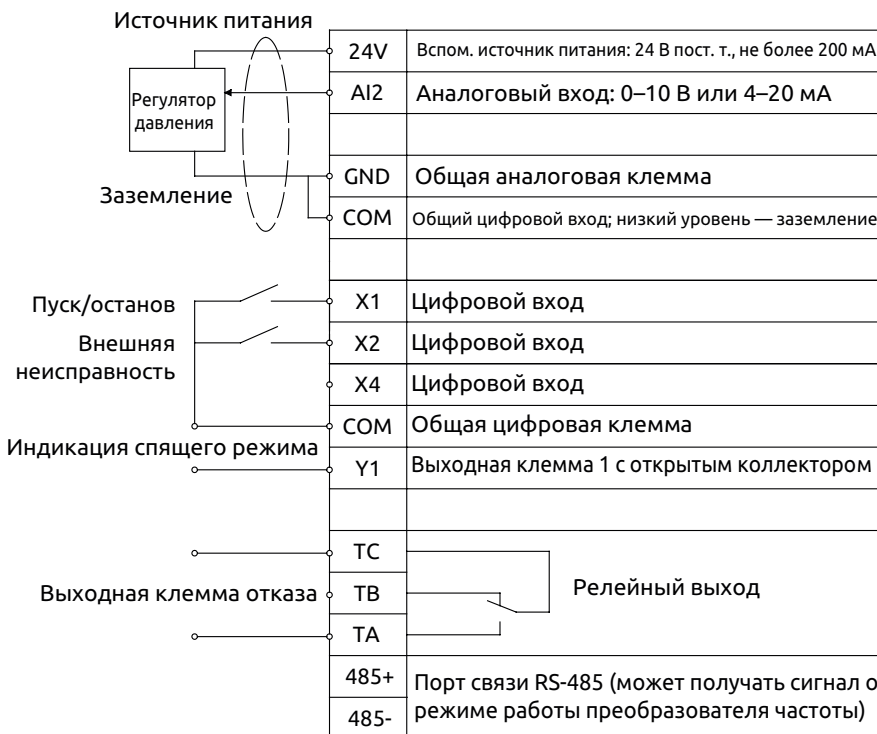 Источник питания
24V Вспом. источник питания: 24 В пост. т., не более 200 мА
Регулятор
давления
AI2 Аналоговый вход: 0–10 В или 4–20 мА
GND Общая аналоговая клемма
Заземление
COM Общий цифровой вход; низкий уровень — заземление
Пуск/останов
X1 Цифровой вход
Внешняя
неисправность
X2 Цифровой вход
X4 Цифровой вход
COM Общая цифровая клемма
Индикация спящего режима
Y1 Выходная клемма 1 с открытым коллектором
TC
Выходная клемма отказа
TB Релейный выход
TA
485+
485-
Порт связи RS-485 (может получать сигнал о
режиме работы преобразователя частоты)